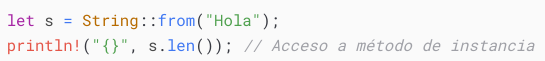 let s = String::from("Hola");
println!("{}", s.len()); // Acceso a método de instancia